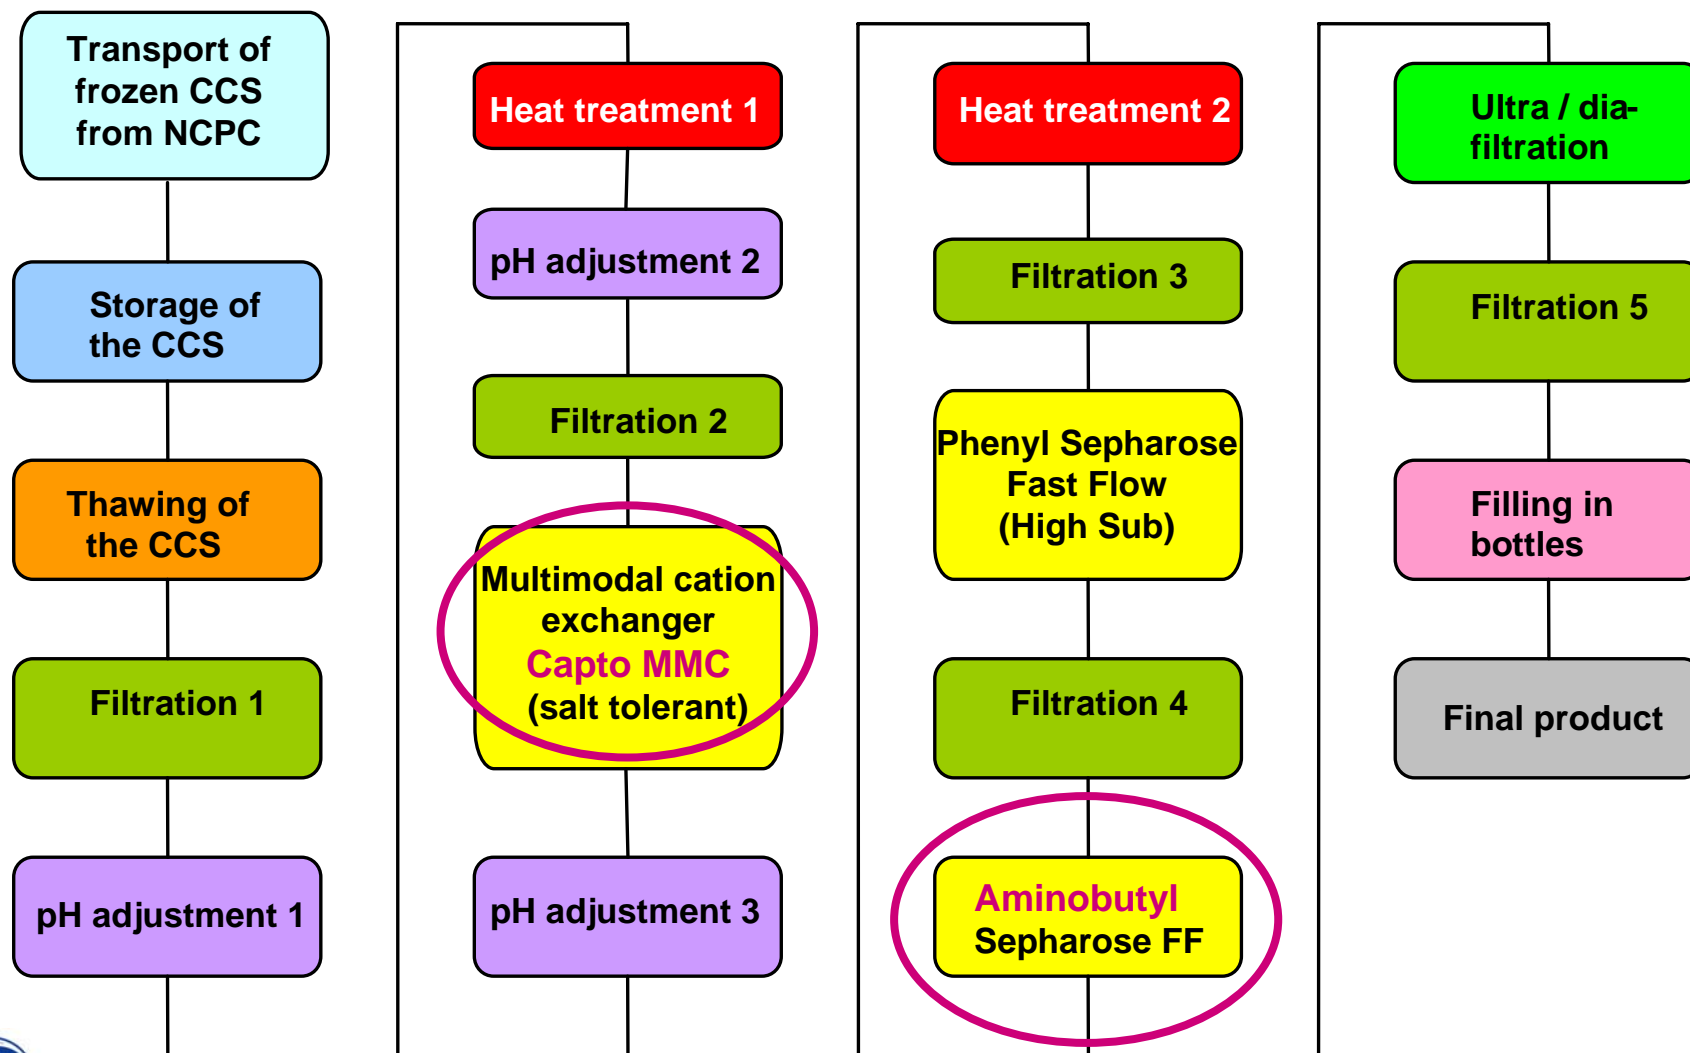 Transport of
frozen CCS
from NCPC
Storage of
the CCS
Thawing of
the CCS
Filtration 1
pH adjustment 1
Heat treatment 1
pH adjustment 2
Filtration 2
Multimodal cation
exchanger
Capto MMC
(salt tolerant)
pH adjustment 3
Heat treatment 2
Filtration 3
Phenyl Sepharose
Fast Flow
(High Sub)
Filtration 4
Aminobutyl
Sepharose FF
Ultra / dia-
filtration
Filtration 5
Filling in
bottles
Final product